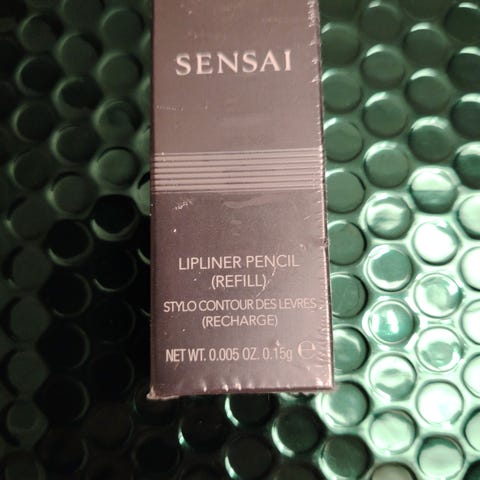 SENSAI
LIPLINER PENCIL
(REFILL)
STYLO CONTOUR DES LEVRES
(RECHARGE)
NET WT. 0.005 OZ. 0.15g ℮